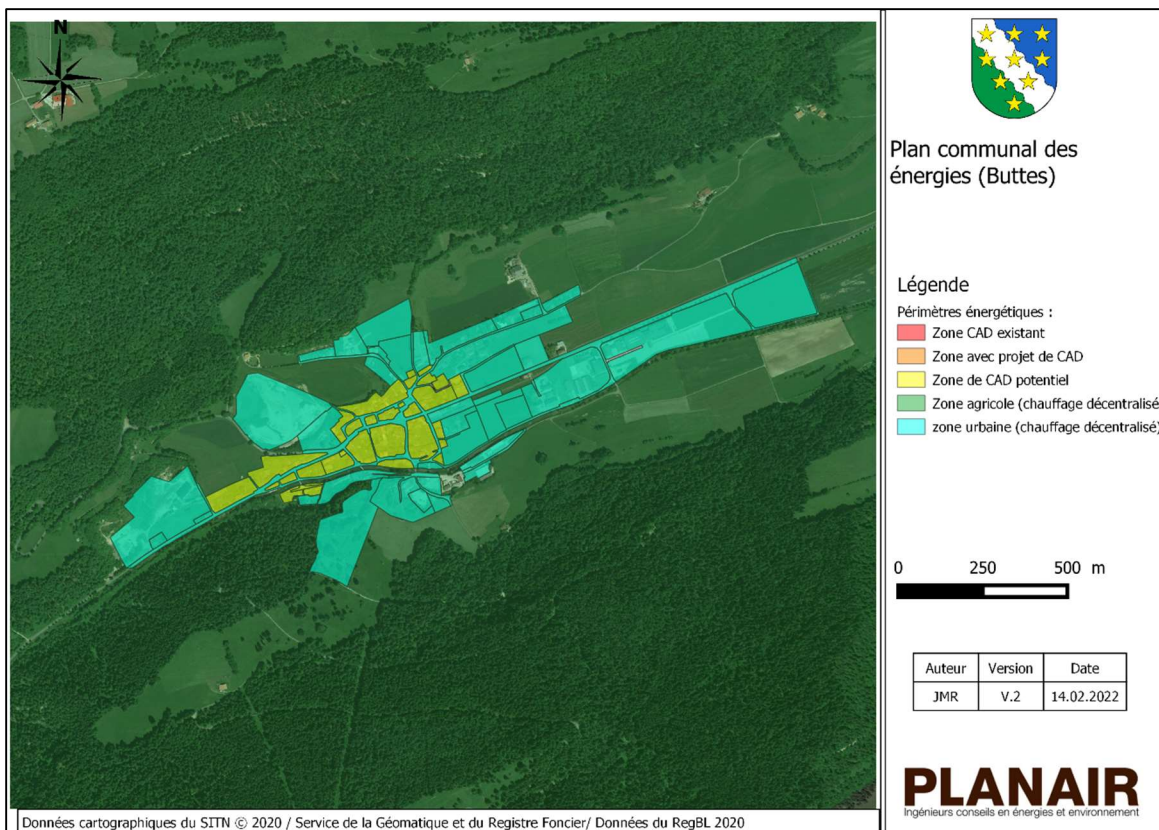 N
Plan communal des
énergies (Buttes)
Légende
Périmètres énergétiques :
Zone CAD existant
Zone avec projet de CAD
Zone de CAD potentiel
Zone agricole (chauffage décentralisé
zone urbaine (chauffage décentralisé)
0 250 500 m
Auteur Version Date
JMR V.2 14.02.2022
PLANAIR
Ingénieurs conseils en énergies et environnement
Données cartographiques du SITN © 2020 / Service de la Géomatique et du Registre Foncier/ Données du RegBL 2020